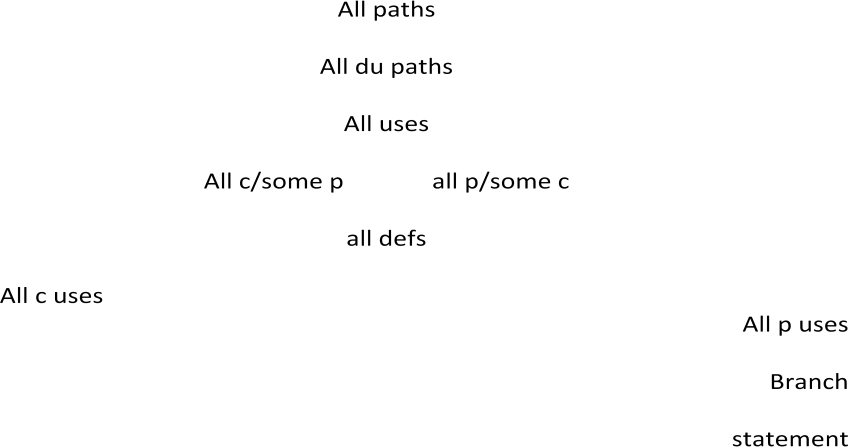 All paths
All du paths
All uses
All c/some p all p/some c
all defs
All c uses
All p uses
Branch
statement